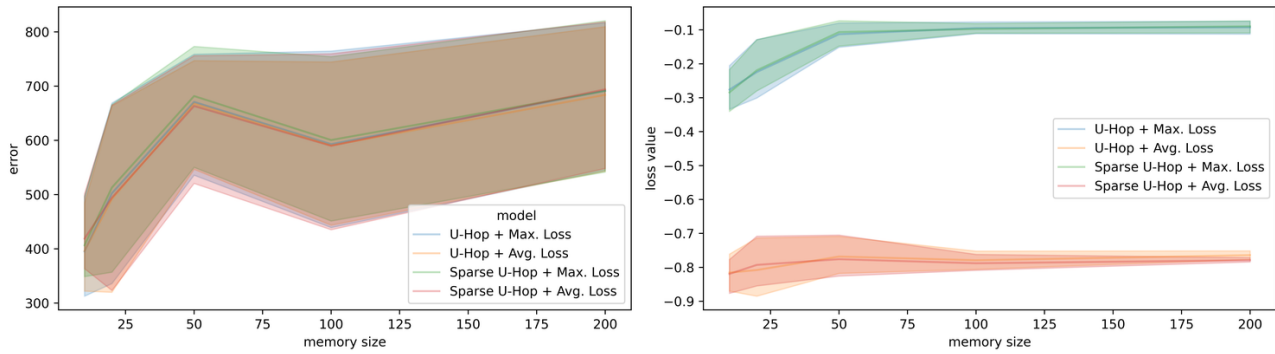 800
700
600
500
400
300
error
25
50
75
100
125
150
175
200
memory size
model
U-Hop + Max. Loss
U-Hop + Avg. Loss
Sparse U-Hop + Max. Loss
Sparse U-Hop + Avg. Loss
−0.1
−0.2
−0.3
−0.4
−0.5
−0.6
−0.7
−0.8
−0.9
loss value
25
50
75
100
125
150
175
200
memory size
U-Hop + Max. Loss
U-Hop + Avg. Loss
Sparse U-Hop + Max. Loss
Sparse U-Hop + Avg. Loss